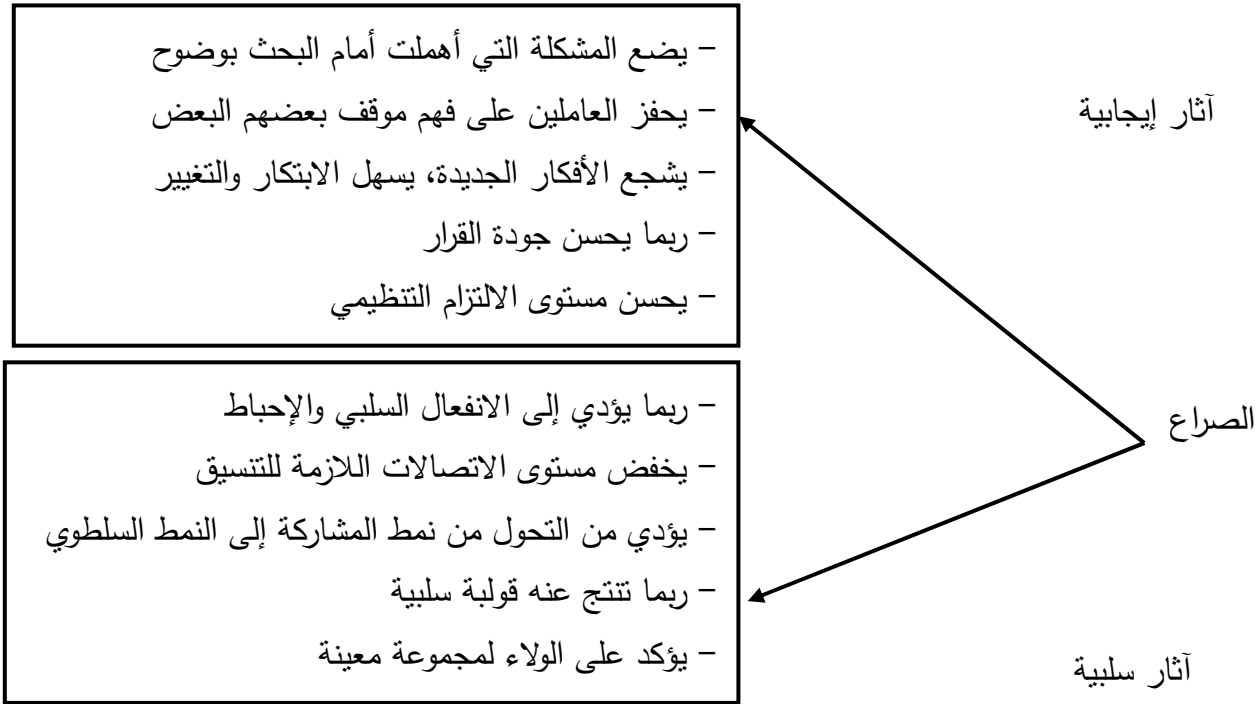 آثار إيجابية
- يضع المشكلة التي أهملت أمام البحث بوضوح
- يحفز العاملين على فهم موقف بعضهم البعض
- يشجع الأفكار الجديدة، يسهل الابتكار والتغيير
- ربما يحسن جودة القرار
- يحسن مستوى الالتزام التنظيمي
الصراع
- ربما يؤدي إلى الانفعال السلبي والإحباط
- يخفض مستوى الاتصالات اللازمة للتنسيق
- يؤدي من التحول من نمط المشاركة إلى النمط السلطوي
- ربما تنتج عنه قولبة سلبية
- يؤكد على الولاء لمجموعة معينة
آثار سلبية